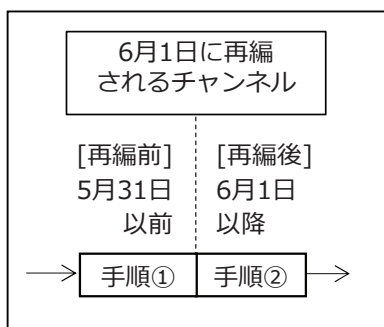 6月1日に再編
されるチャンネル
[再編前] [再編後]
5月31日 6月1日
以前 以降
手順① 手順②